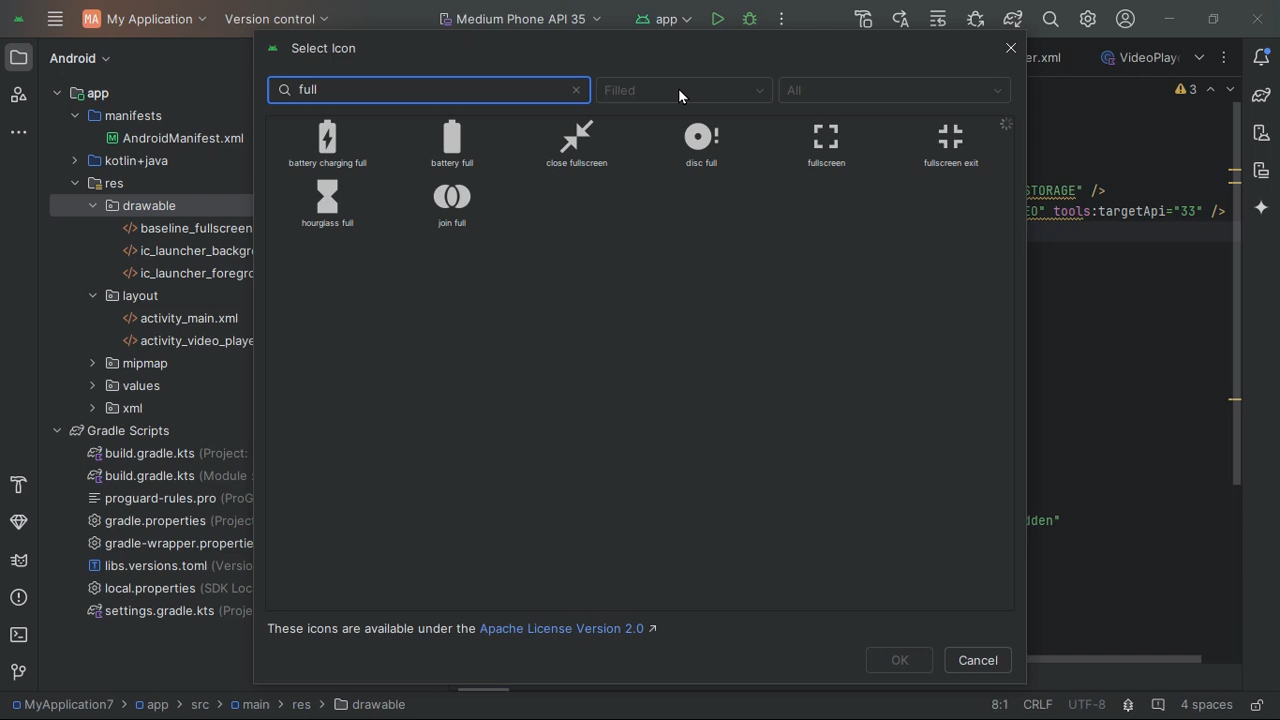 MA My Application
Version control
Medium Phone API 35
app
Android
Select Icon
er.xml
VideoPlay
full
Filled
All
3
app
manifests
AndroidManifest.xml
kotlin+java
res
drawable
baseline_fullscreen
ic_launcher_backgr
ic_launcher_foregro
layout
activity_main.xml
activity_video_playe
mipmap
values
xml
Gradle Scripts
build.gradle.kts (Project:
build.gradle.kts (Module :
proguard-rules.pro (ProG
gradle.properties (Project
gradle-wrapper.propertie
libs.versions.toml (Versio
local.properties (SDK Loc
settings.gradle.kts (Proje
battery charging full
battery full
close fullscreen
disc full
fullscreen
fullscreen exit
hourglass full
join full
STORAGE" />
EO" tools:targetApi="33" />
dden"
These icons are available under the Apache License Version 2.0 ↗
OK
Cancel
MyApplication7 > app > src > main > res > drawable
8:1 CRLF UTF-8 4 spaces